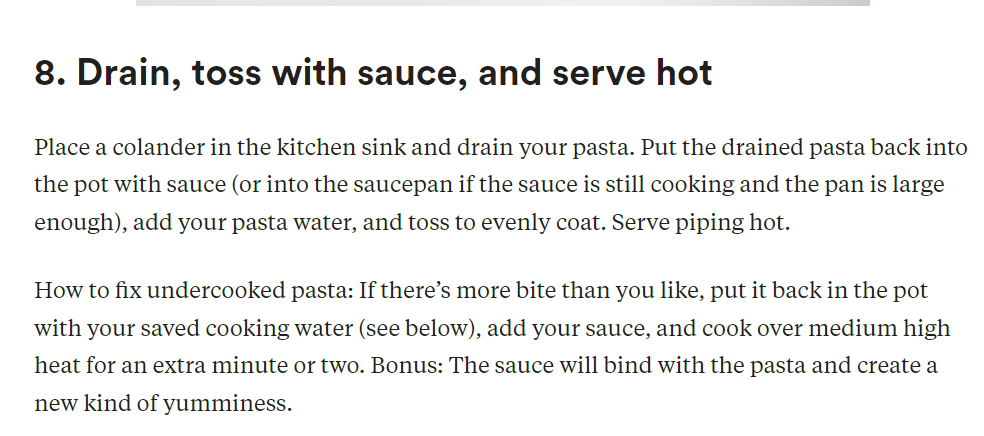 8. Drain, toss with sauce, and serve hot
Place a colander in the kitchen sink and drain your pasta. Put the drained pasta back into
the pot with sauce (or into the saucepan if the sauce is still cooking and the pan is large
enough), add your pasta water, and toss to evenly coat. Serve piping hot.
How to fix undercooked pasta: If there’s more bite than you like, put it back in the pot
with your saved cooking water (see below), add your sauce, and cook over medium high
heat for an extra minute or two. Bonus: The sauce will bind with the pasta and create a
new kind of yumminess.